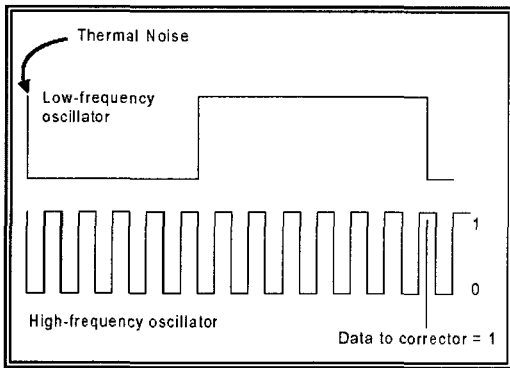 Thermal Noise
Low-frequency
oscillator
1
0
High-frequency oscillator
Data to corrector = 1